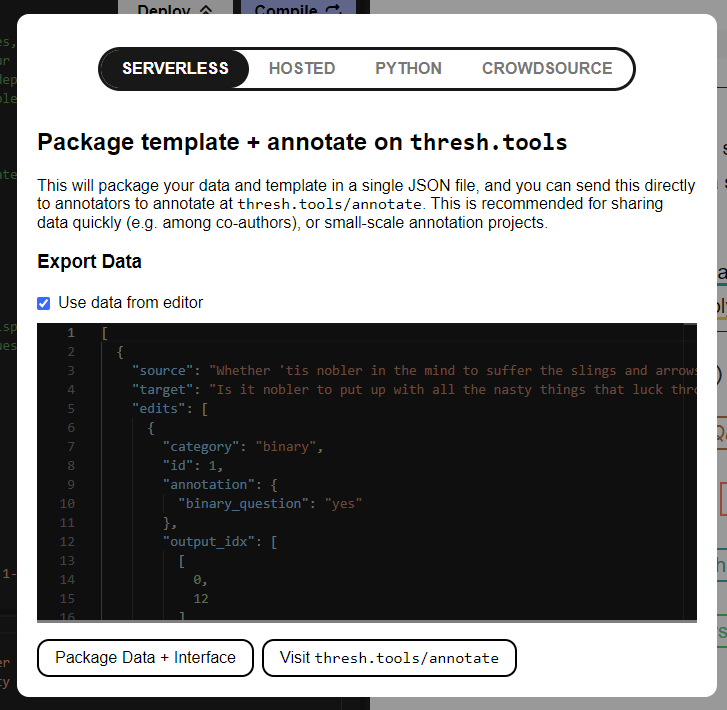 Deploy Compile
SERVERLESS HOSTED PYTHON CROWDSOURCE
Package template + annotate on thresh.tools
This will package your data and template in a single JSON file, and you can send this directly
to annotators to annotate at thresh.tools/annotate. This is recommended for sharing
data quickly (e.g. among co-authors), or small-scale annotation projects.
Export Data
Use data from editor
1 [
2 {
3 "source": "Whether 'tis nobler in the mind to suffer the slings and arrows
4 "target": "Is it nobler to put up with all the nasty things that luck thro
5 "edits": [
6 {
7 "category": "binary",
8 "id": 1,
9 "annotation": {
10 "binary_question": "yes"
11 },
12 "output_idx": [
13 [
14 0,
15 12
16 ]
Package Data + Interface Visit thresh.tools/annotate